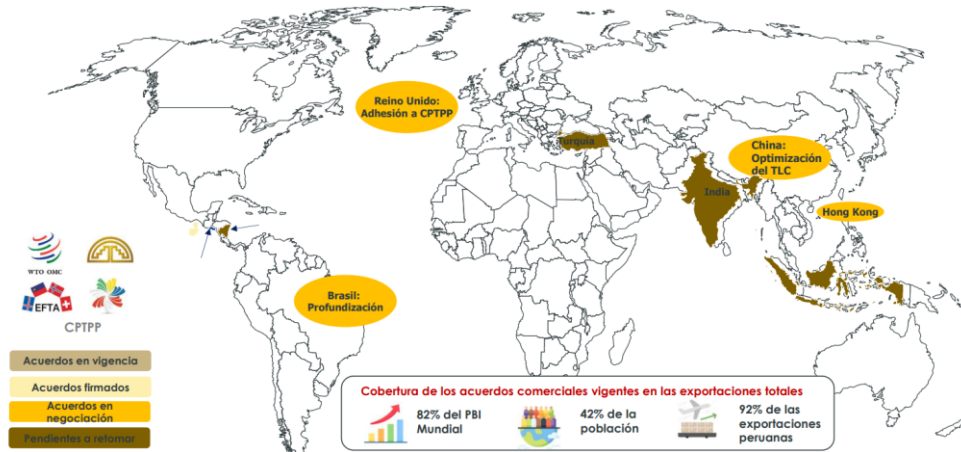 Reino Unido:
Adhesión a CPTPP
Turquía
China:
Optimización
del TLC
India
Hong Kong
Brasil:
Profundización
WTO OMC
EFTA
CPTPP
Acuerdos en vigencia
Acuerdos firmados
Acuerdos en
negociación
Pendientes a retomar
Cobertura de los acuerdos comerciales vigentes en las exportaciones totales
82% del PBI
Mundial
42% de la
población
92% de las
exportaciones
peruanas